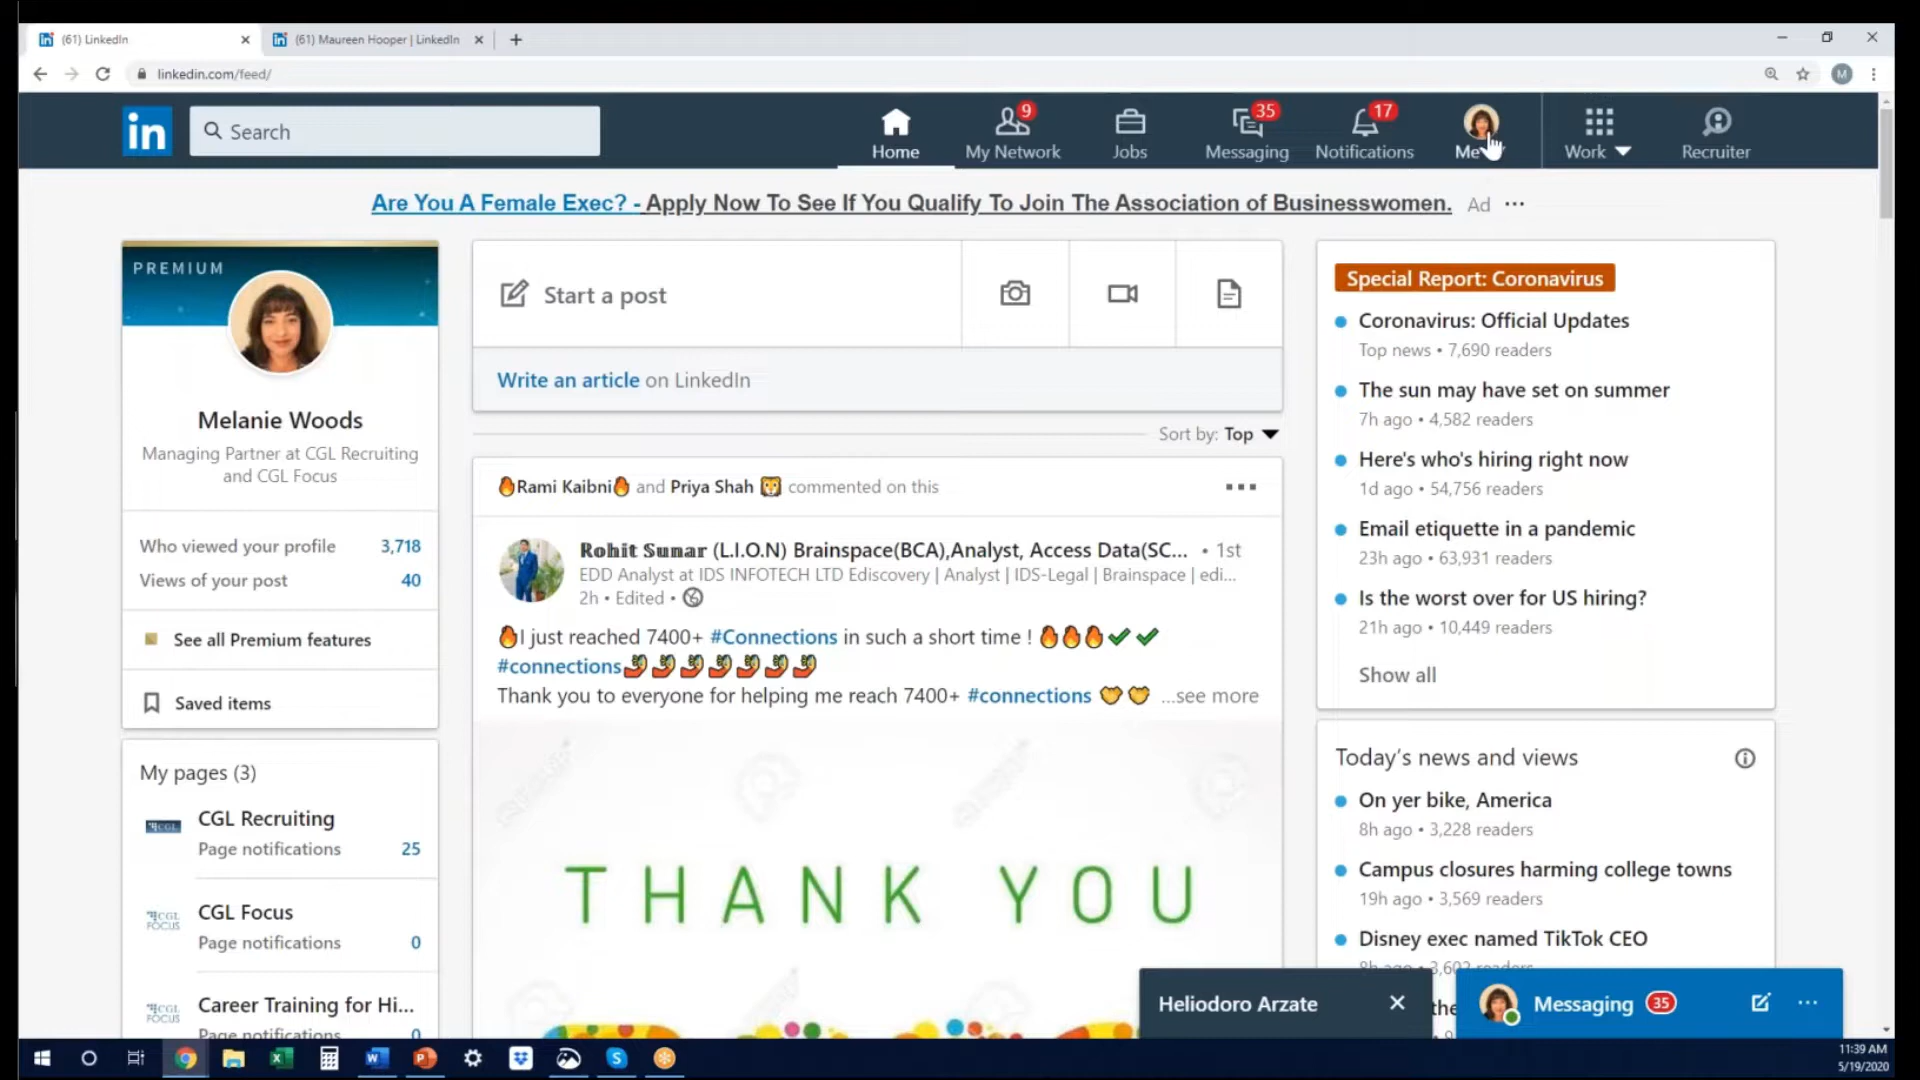 (61) LinkedIn
(61) Maureen Hooper | LinkedIn
linkedin.com/feed/
M
in
Search
Home
9
My Network
Jobs
35
Messaging
17
Notifications
Me
Work
Recruiter
Are You A Female Exec? - Apply Now To See If You Qualify To Join The Association of Businesswomen. Ad
PREMIUM
Melanie Woods
Managing Partner at CGL Recruiting
and CGL Focus
Who viewed your profile 3,718
Views of your post 40
See all Premium features
Saved items
My pages (3)
CGL Recruiting
Page notifications 25
CGL Focus
Page notifications 0
Career Training for Hi...
Page notifications 0
Start a post
Write an article on LinkedIn
Sort by: Top
🔥Rami Kaibni🔥 and Priya Shah 🦁 commented on this
Rohit Sunar (L.I.O.N) Brainspace(BCA),Analyst, Access Data(SC... • 1st
EDD Analyst at IDS INFOTECH LTD Ediscovery | Analyst | IDS-Legal | Brainspace | edi...
2h • Edited •
🔥I just reached 7400+ #Connections in such a short time ! 🔥🔥🔥✔✔
#connections
Thank you to everyone for helping me reach 7400+ #connections ...see more
THANK YOU
Special Report: Coronavirus
Coronavirus: Official Updates
Top news • 7,690 readers
The sun may have set on summer
7h ago • 4,582 readers
Here's who's hiring right now
1d ago • 54,756 readers
Email etiquette in a pandemic
23h ago • 63,931 readers
Is the worst over for US hiring?
21h ago • 10,449 readers
Show all
Today's news and views
On yer bike, America
8h ago • 3,228 readers
Campus closures harming college towns
19h ago • 3,569 readers
Disney exec named TikTok CEO
Heliodoro Arzate
Messaging 35
11:39 AM
5/19/2020